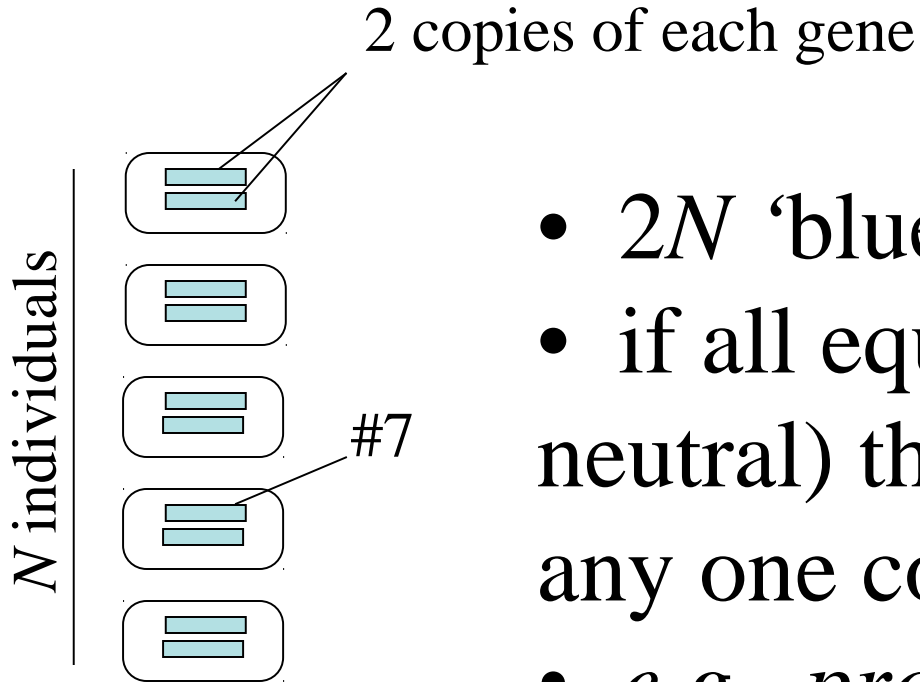 2 copies of each gene
N individuals
#7
• 2N ‘blue
• if all equ
neutral) th
any one co